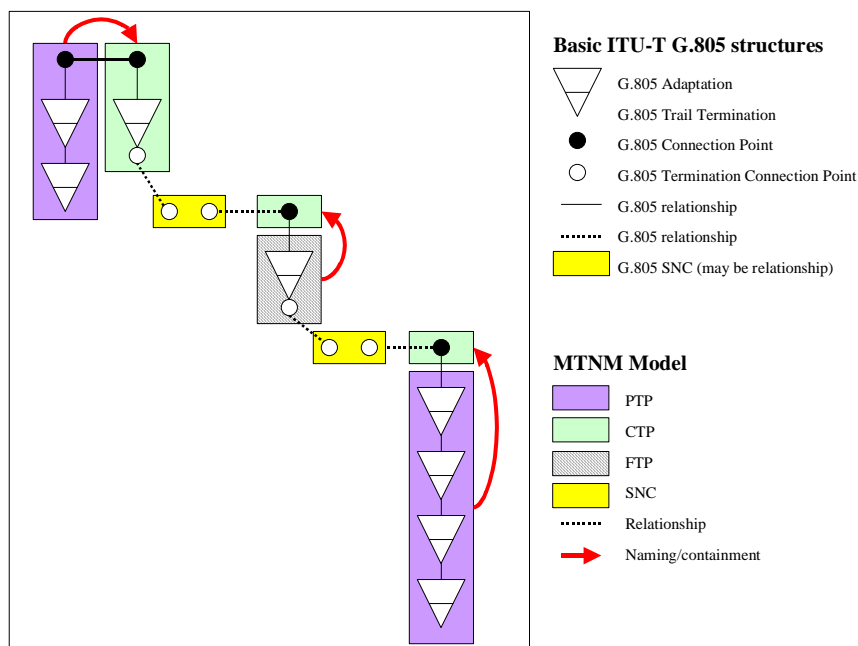 Basic ITU-T G.805 structures
G.805 Adaptation
G.805 Trail Termination
G.805 Connection Point
G.805 Termination Connection Point
G.805 relationship
G.805 relationship
G.805 SNC (may be relationship)
MTNM Model
PTP
CTP
FTP
SNC
Relationship
Naming/containment